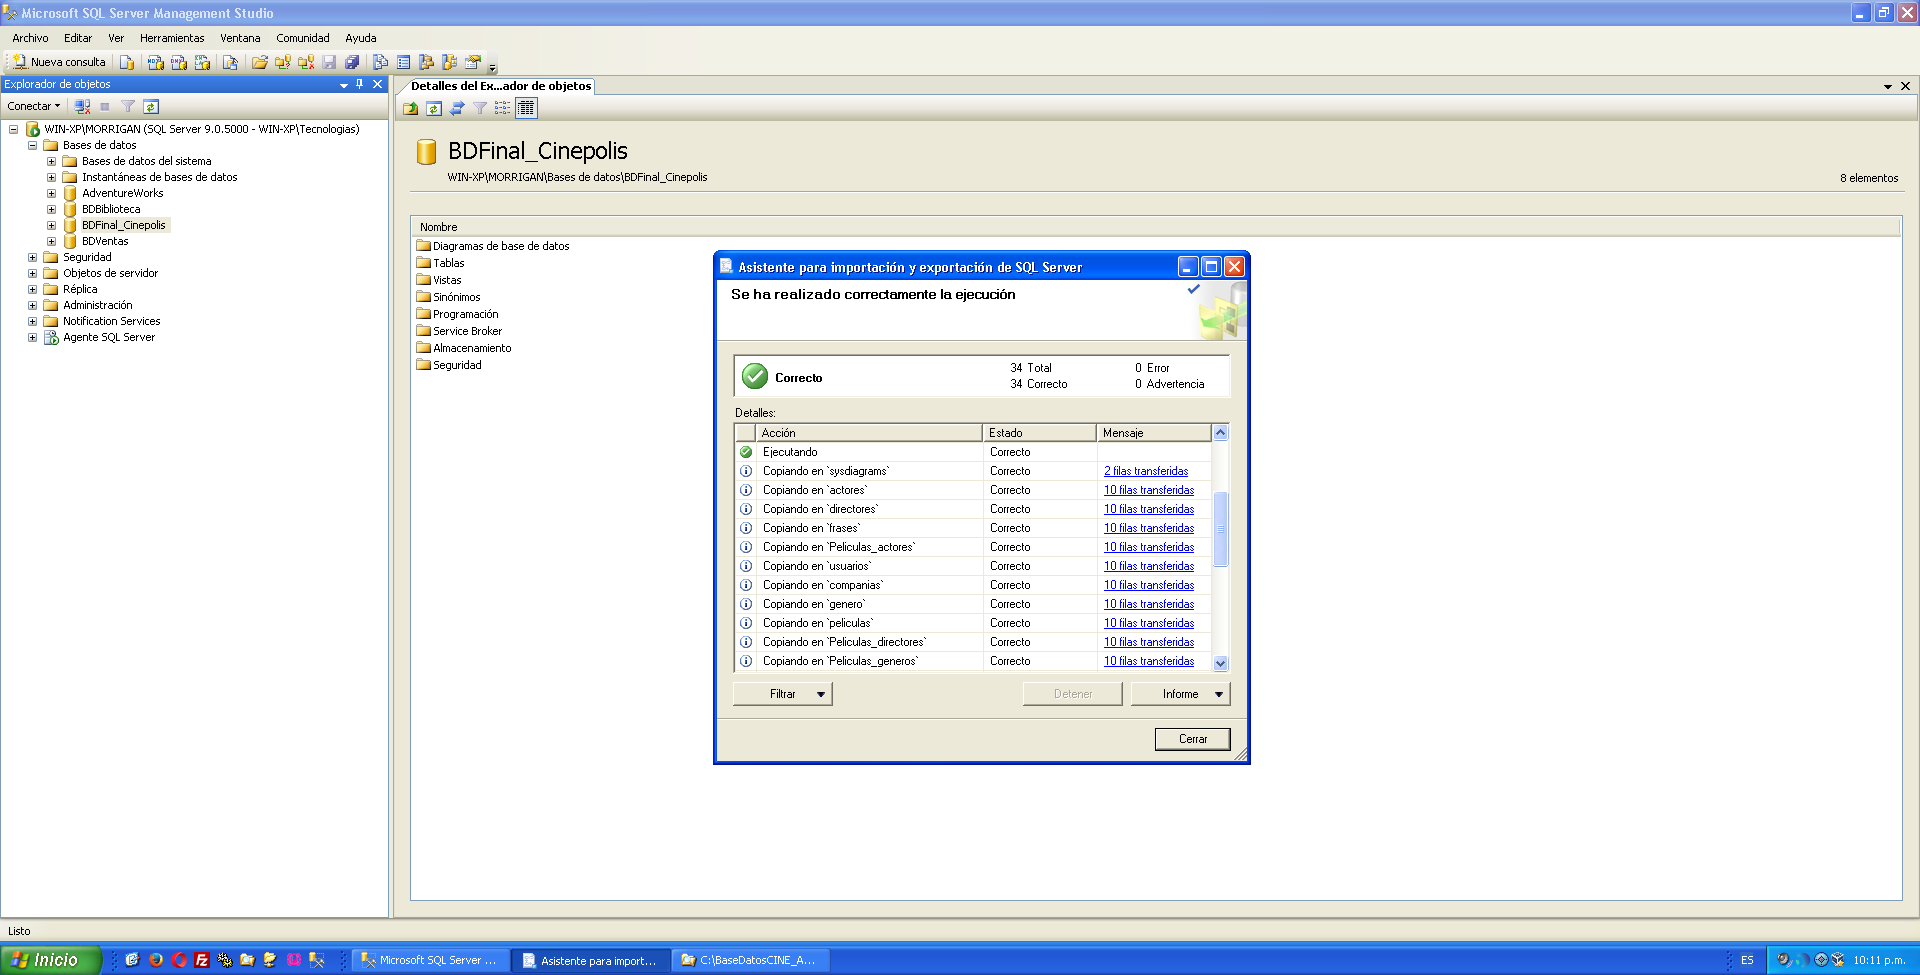 Microsoft SQL Server Management Studio
Archivo Editar Ver Herramientas Ventana Comunidad Ayuda
Nueva consulta
Explorador de objetos
Conectar
WIN-XP\MORRIGAN (SQL Server 9.0.5000 - WIN-XP\Tecnologias)
Bases de datos
Bases de datos del sistema
Instantáneas de bases de datos
AdventureWorks
BDBiblioteca
BDFinal_Cinepolis
BDVentas
Seguridad
Objetos de servidor
Réplica
Administración
Notification Services
Agente SQL Server
Detalles del Ex...ador de objetos
BDFinal_Cinepolis
WIN-XP\MORRIGAN\Bases de datos\BDFinal_Cinepolis
8 elementos
Nombre
Diagramas de base de datos
Tablas
Vistas
Sinónimos
Programación
Service Broker
Almacenamiento
Seguridad
Asistente para importación y exportación de SQL Server
Se ha realizado correctamente la ejecución
Correcto
34 Total 0 Error
34 Correcto 0 Advertencia
Detalles:
Acción Estado Mensaje
Ejecutando Correcto
Copiando en `sysdiagrams` Correcto 2 filas transferidas
Copiando en `actores` Correcto 10 filas transferidas
Copiando en `directores` Correcto 10 filas transferidas
Copiando en `frases` Correcto 10 filas transferidas
Copiando en `Peliculas_actores` Correcto 10 filas transferidas
Copiando en `usuarios` Correcto 10 filas transferidas
Copiando en `companias` Correcto 10 filas transferidas
Copiando en `genero` Correcto 10 filas transferidas
Copiando en `peliculas` Correcto 10 filas transferidas
Copiando en `Peliculas_directores` Correcto 10 filas transferidas
Copiando en `Peliculas_generos` Correcto 10 filas transferidas
Filtrar Detener Informe
Cerrar
Listo
Inicio
Microsoft SQL Server ...
Asistente para import...
C:\BaseDatosCINE_A...
ES
10:11 p.m.